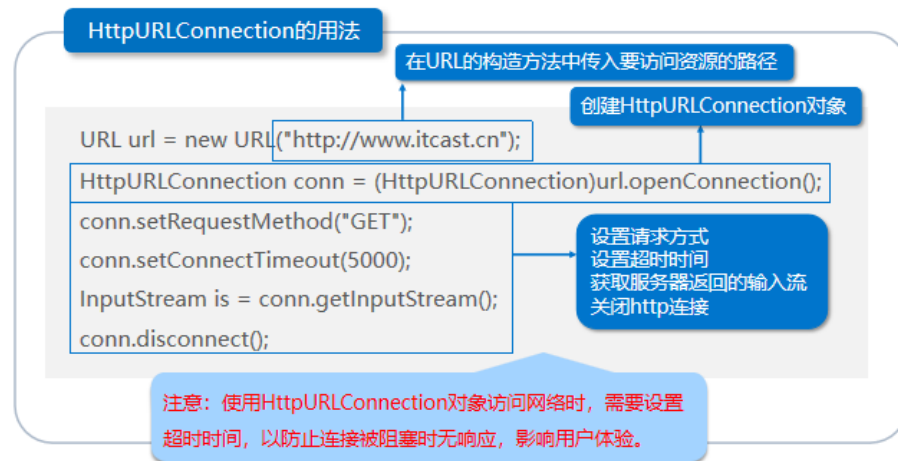 HttpURLConnection的用法
在URL的构造方法中传入要访问资源的路径
创建HttpURLConnection对象
URL url = new URL("http://www.itcast.cn");
HttpURLConnection conn = (HttpURLConnection)url.openConnection();
conn.setRequestMethod("GET");
conn.setConnectTimeout(5000);
InputStream is = conn.getInputStream();
conn.disconnect();
设置请求方式
设置超时时间
获取服务器返回的输入流
关闭http连接
注意：使用HttpURLConnection对象访问网络时，需要设置
超时时间，以防止连接被阻塞时无响应，影响用户体验。